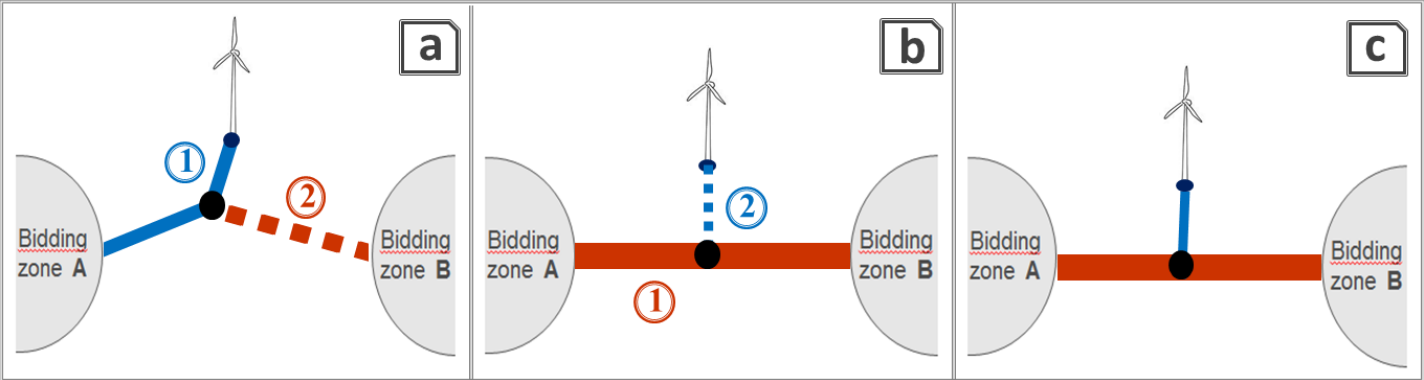 a
1
2
Bidding
zone A
Bidding
zone B
b
2
Bidding
zone A
Bidding
zone B
1
c
Bidding
zone A
Bidding
zone B